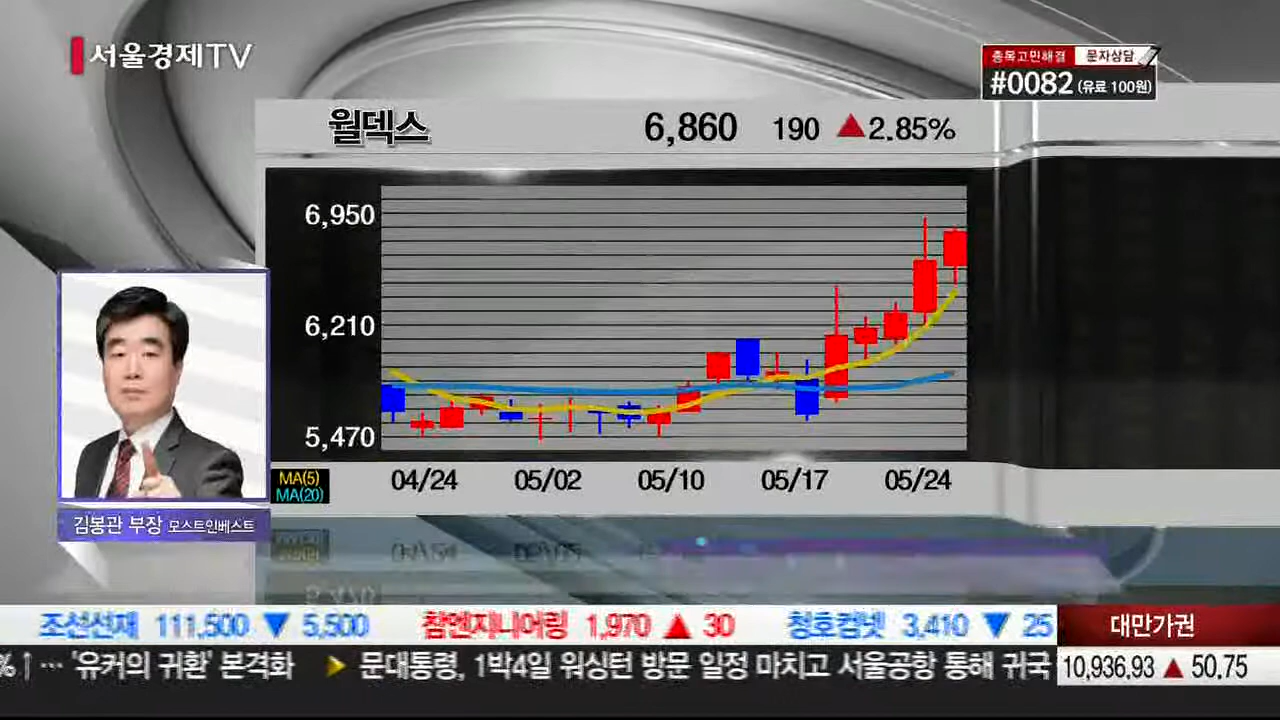 서울경제TV
종목고민해결 문자상담
#0082 (유료 100원)
월덱스 6,860 190 ▲2.85%
6,950
6,210
5,470
MA(5)
MA(20)
04/24 05/02 05/10 05/17 05/24
김봉관 부장 모스트인베스트
조선선재 111,500 ▼ 5,500 참엔지니어링 1,970 ▲ 30 청호컴넷 3,410 ▼ 25
대만가권
%↑… '유커의 귀환' 본격화 ▶ 문대통령, 1박4일 워싱턴 방문 일정 마치고 서울공항 통해 귀국
10,936.93 ▲ 50.75